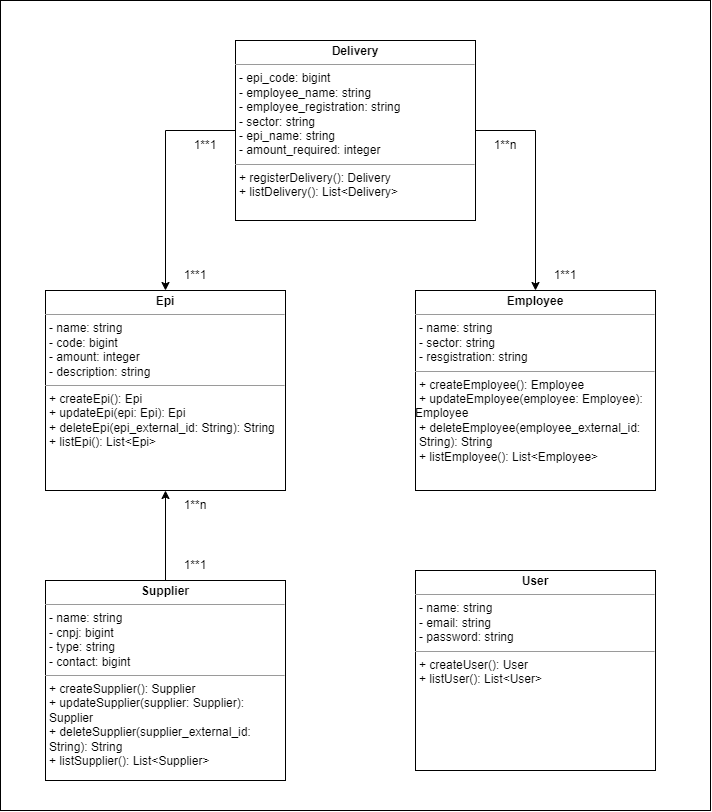 Delivery
- epi_code: bigint
- employee_name: string
- employee_registration: string
- sector: string
- epi_name: string
- amount_required: integer
+ registerDelivery(): Delivery
+ listDelivery(): List<Delivery>
1**1
1**n
1**1
1**1
Epi
- name: string
- code: bigint
- amount: integer
- description: string
+ createEpi(): Epi
+ updateEpi(epi: Epi): Epi
+ deleteEpi(epi_external_id: String): String
+ listEpi(): List<Epi>
Employee
- name: string
- sector: string
- resgistration: string
+ createEmployee(): Employee
+ updateEmployee(employee: Employee):
Employee
+ deleteEmployee(employee_external_id:
String): String
+ listEmployee(): List<Employee>
1**n
1**1
Supplier
- name: string
- cnpj: bigint
- type: string
- contact: bigint
+ createSupplier(): Supplier
+ updateSupplier(supplier: Supplier):
Supplier
+ deleteSupplier(supplier_external_id:
String): String
+ listSupplier(): List<Supplier>
User
- name: string
- email: string
- password: string
+ createUser(): User
+ listUser(): List<User>